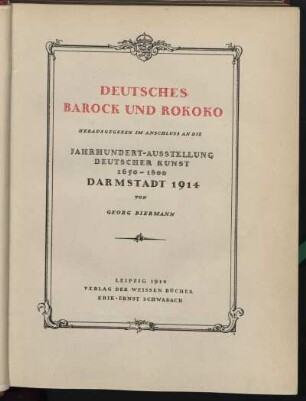 DEUTSCHES
BAROCK UND ROKOKO
HERAUSGEGEBEN IM ANSCHLUSS AN DIE
JAHRHUNDERT-AUSSTELLUNG
DEUTSCHER KUNST
1650-1800
DARMSTADT 1914
VON
GEORG BIERMANN
LEIPZIG 1914
VERLAG DER WEISSEN BÜCHER
ERIK-ERNST SCHWABACH